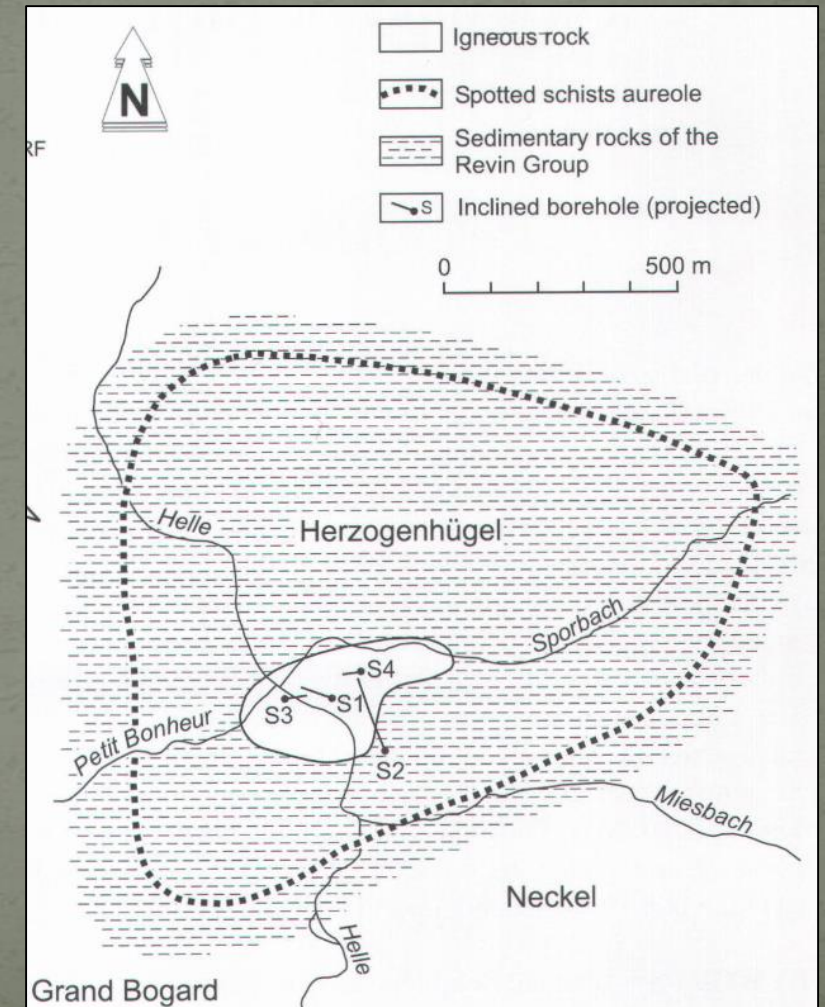 N
Igneous rock
Spotted schists aureole
RF
Sedimentary rocks of the
Revin Group
S
Inclined borehole (projected)
0
500 m
Helle
Herzogenhügel
Sporbach
S4
S3
S1
Petit Bonheur
S2
Miesbach
Neckel
Helle
Grand Bogard